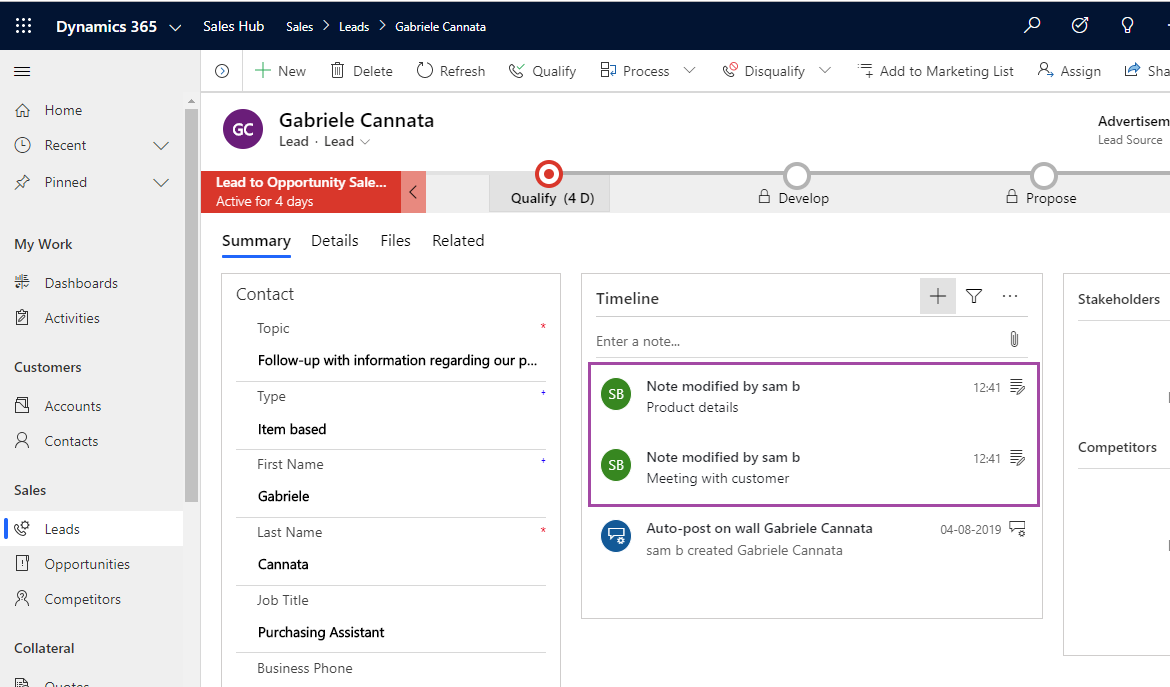 Dynamics 365 Sales Hub Sales > Leads > Gabriele Cannata
New Delete Refresh Qualify Process Disqualify Add to Marketing List Assign Sha
Home
Recent
Pinned
My Work
Dashboards
Activities
Customers
Accounts
Contacts
Sales
Leads
Opportunities
Competitors
Collateral
Quotes
GC
Gabriele Cannata
Lead · Lead
Advertisem
Lead Source
Lead to Opportunity Sale...
Active for 4 days
Qualify (4 D)
Develop
Propose
Summary Details Files Related
Contact
Topic *
Follow-up with information regarding our p...
Type +
Item based
First Name +
Gabriele
Last Name *
Cannata
Job Title
Purchasing Assistant
Business Phone
Timeline
Enter a note...
SB
Note modified by sam b 12:41
Product details
SB
Note modified by sam b 12:41
Meeting with customer
Auto-post on wall Gabriele Cannata 04-08-2019
sam b created Gabriele Cannata
Stakeholders
Competitors